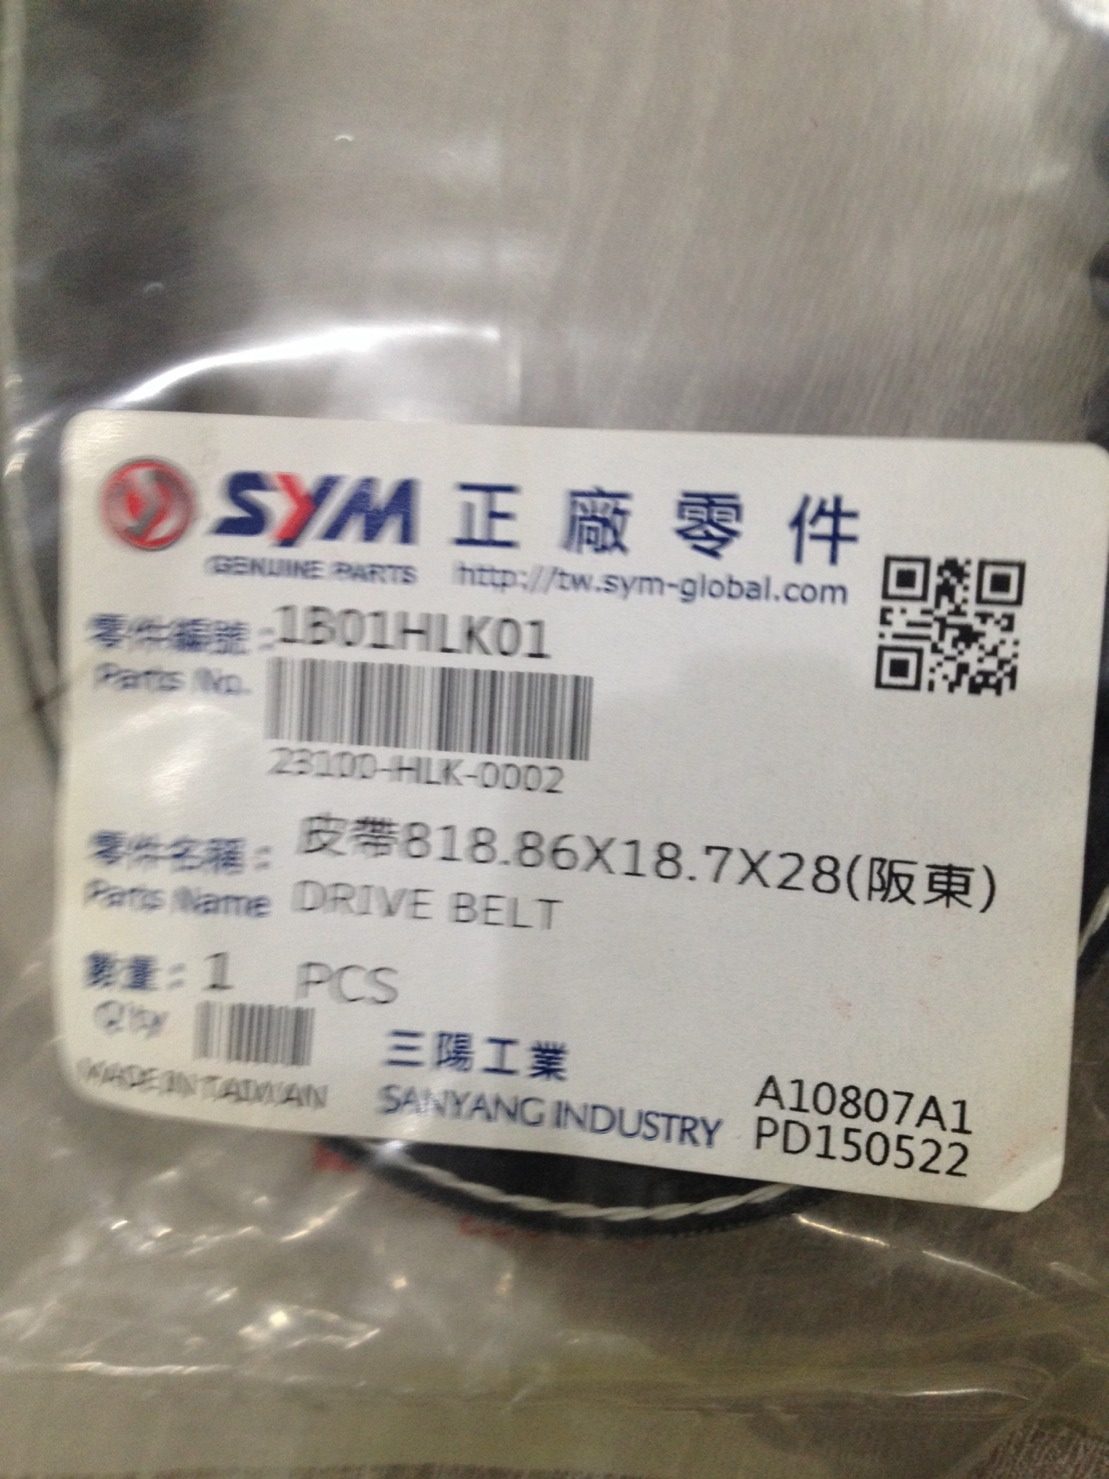 SYM 正廠零件
GENUINE PARTS http://tw.sym-global.com
零件編號：1B01HLK01
Parts No.
23100-HLK-0002
零件名稱：皮帶818.86X18.7X28(阪東)
Parts Name DRIVE BELT
數量：1 PCS
Q'ty
三陽工業
MADE IN TAIWAN SANYANG INDUSTRY
A10807A1
PD150522